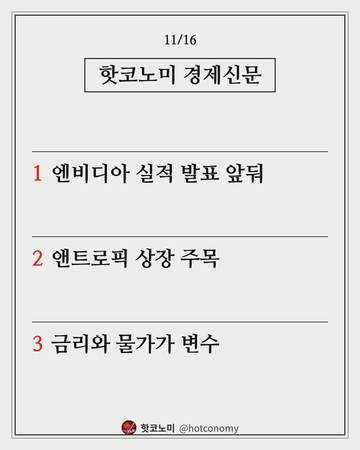 11/16
핫코노미 경제신문
1 엔비디아 실적 발표 앞둬
2 앤트로픽 상장 주목
3 금리와 물가가 변수
핫코노미 @hotconomy